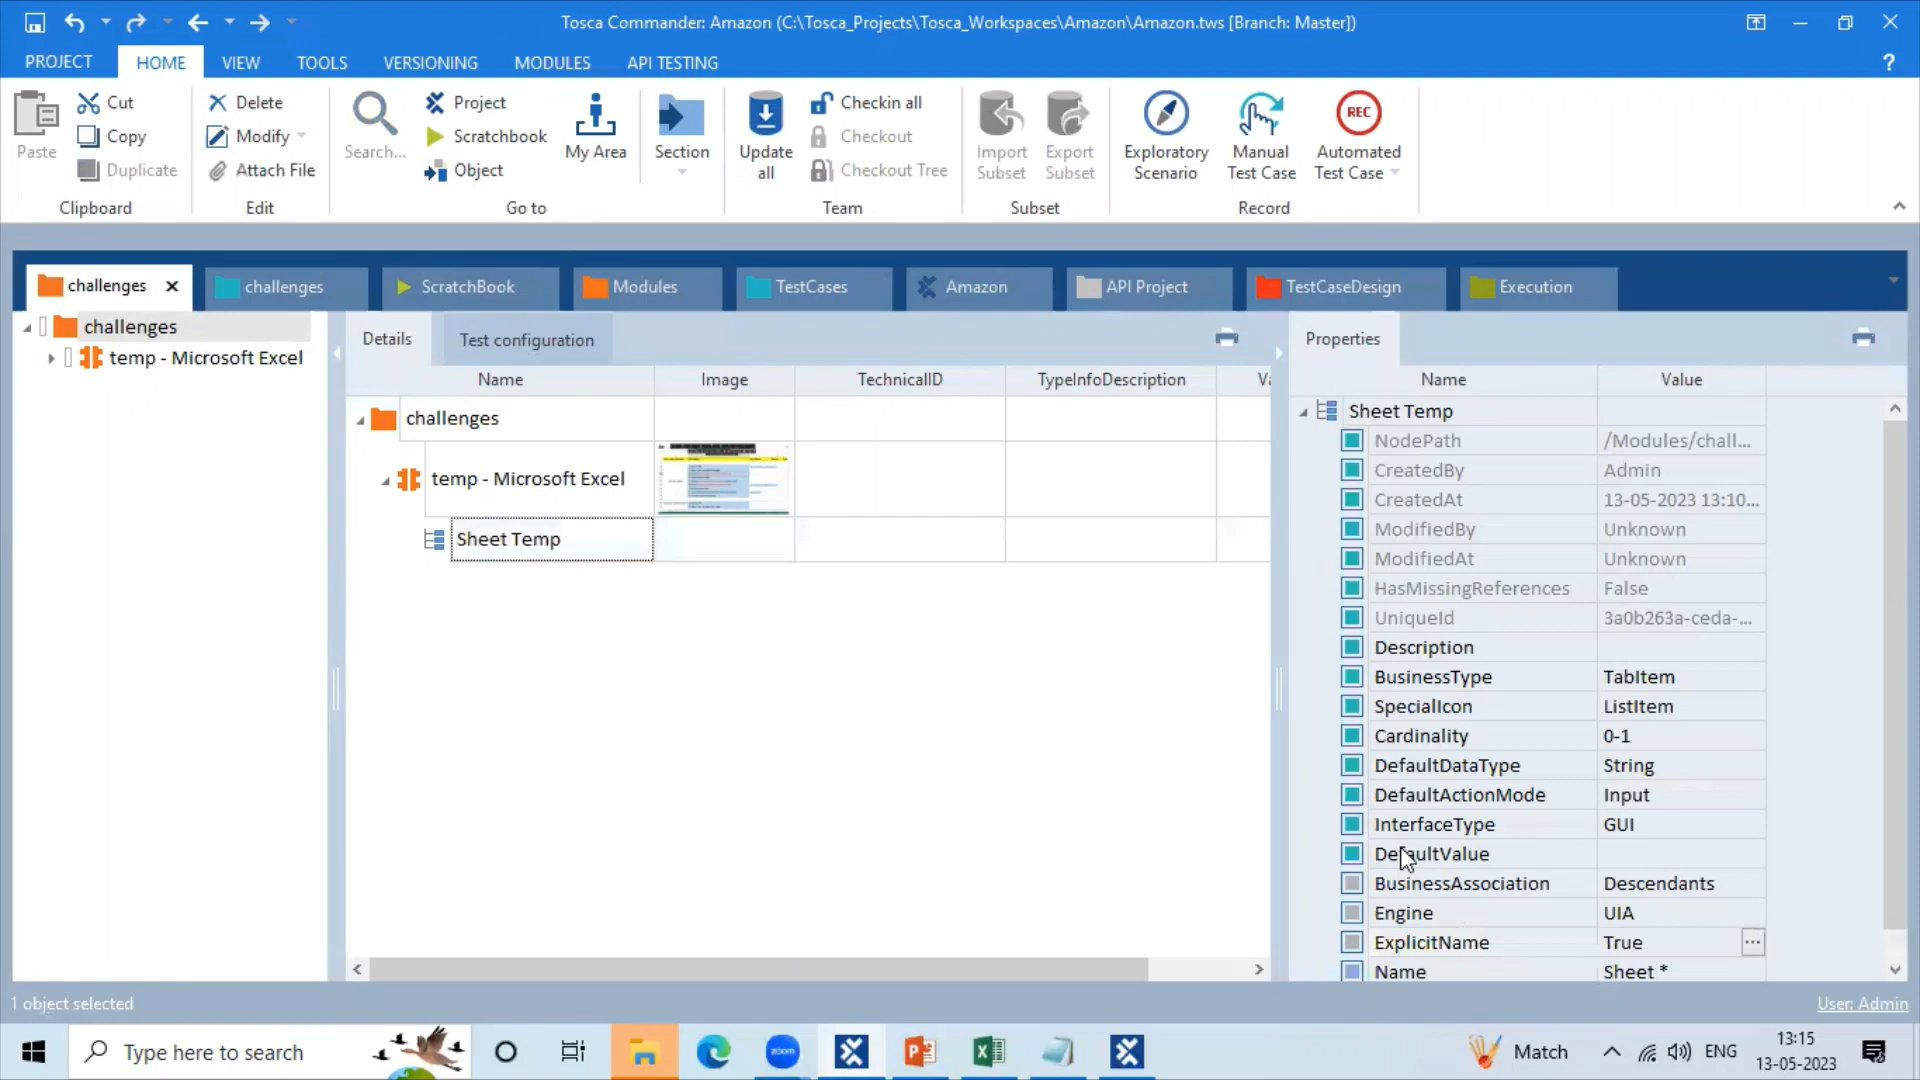 Tosca Commander: Amazon (C:\Tosca_Projects\Tosca_Workspaces\Amazon\Amazon.tws [Branch: Master])
PROJECT HOME VIEW TOOLS VERSIONING MODULES API TESTING ?
Paste
Cut
Copy
Duplicate
Clipboard
Delete
Modify
Attach File
Edit
Search...
Project
Scratchbook
Object
My Area
Section
Go to
Update all
Checkin all
Checkout
Checkout Tree
Team
Import Subset
Export Subset
Subset
Exploratory Scenario
Manual Test Case
REC
Automated Test Case
Record
challenges challenges ScratchBook Modules TestCases Amazon API Project TestCaseDesign Execution
challenges
temp - Microsoft Excel
Details Test configuration
Name Image TechnicalID TypeInfoDescription
challenges
temp - Microsoft Excel
Sheet Temp
Properties
Name Value
Sheet Temp
NodePath /Modules/chall...
CreatedBy Admin
CreatedAt 13-05-2023 13:10...
ModifiedBy Unknown
ModifiedAt Unknown
HasMissingReferences False
UniqueId 3a0b263a-ceda-...
Description
BusinessType TabItem
SpecialIcon ListItem
Cardinality 0-1
DefaultDataType String
DefaultActionMode Input
InterfaceType GUI
DefaultValue
BusinessAssociation Descendants
Engine UIA
ExplicitName True ...
Name Sheet *
1 object selected
User: Admin
Type here to search
zoom
Match
ENG
13:15
13-05-2023